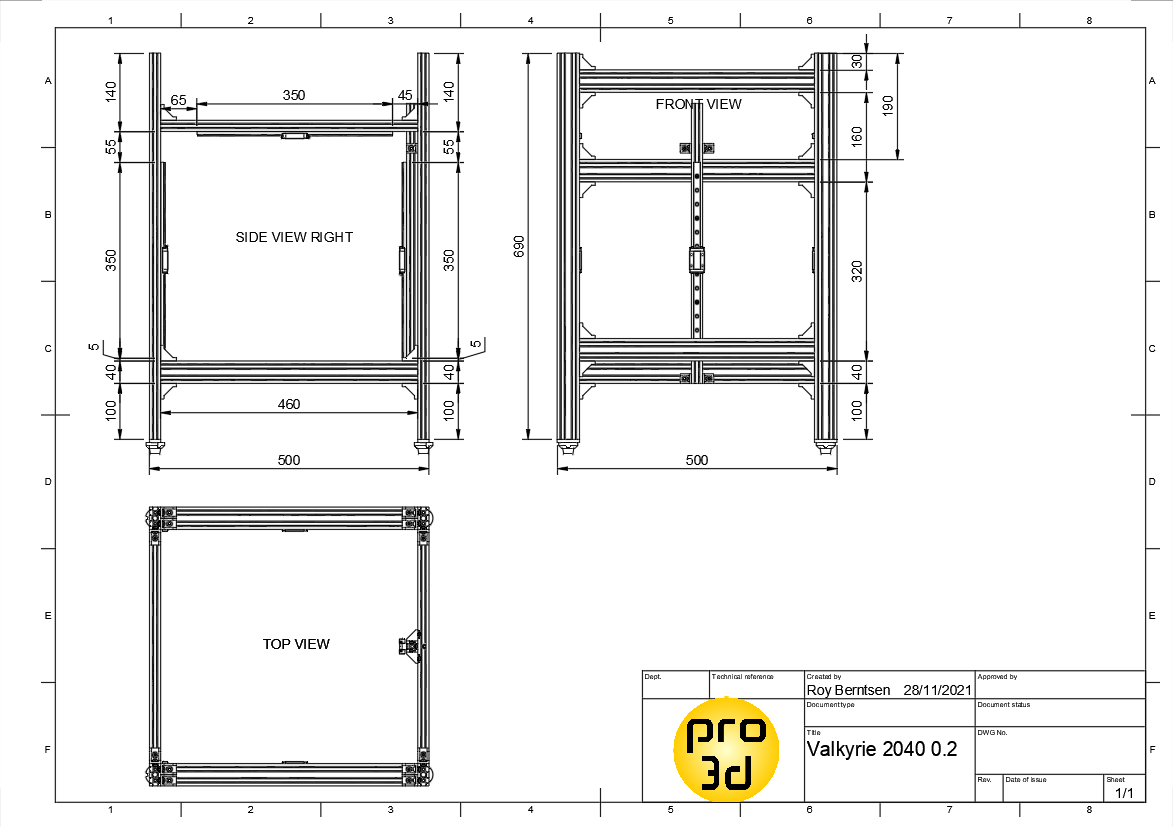 1 2 3 4 5 6 7 8
A A
B B
C C
D D
E E
F F
140 65 350 45 140
55 55
SIDE VIEW RIGHT
350 350
5 5
40 40
100 460 100
500
FRONT VIEW
30
190
160
690
320
40
100
500
TOP VIEW
Dept. Technical reference Created by Approved by
Roy Berntsen 28/11/2021
Document type Document status
pro
3d
Title DWG No.
Valkyrie 2040 0.2
Rev. Date of issue Sheet
1/1
1 2 3 4 5 6 7 8